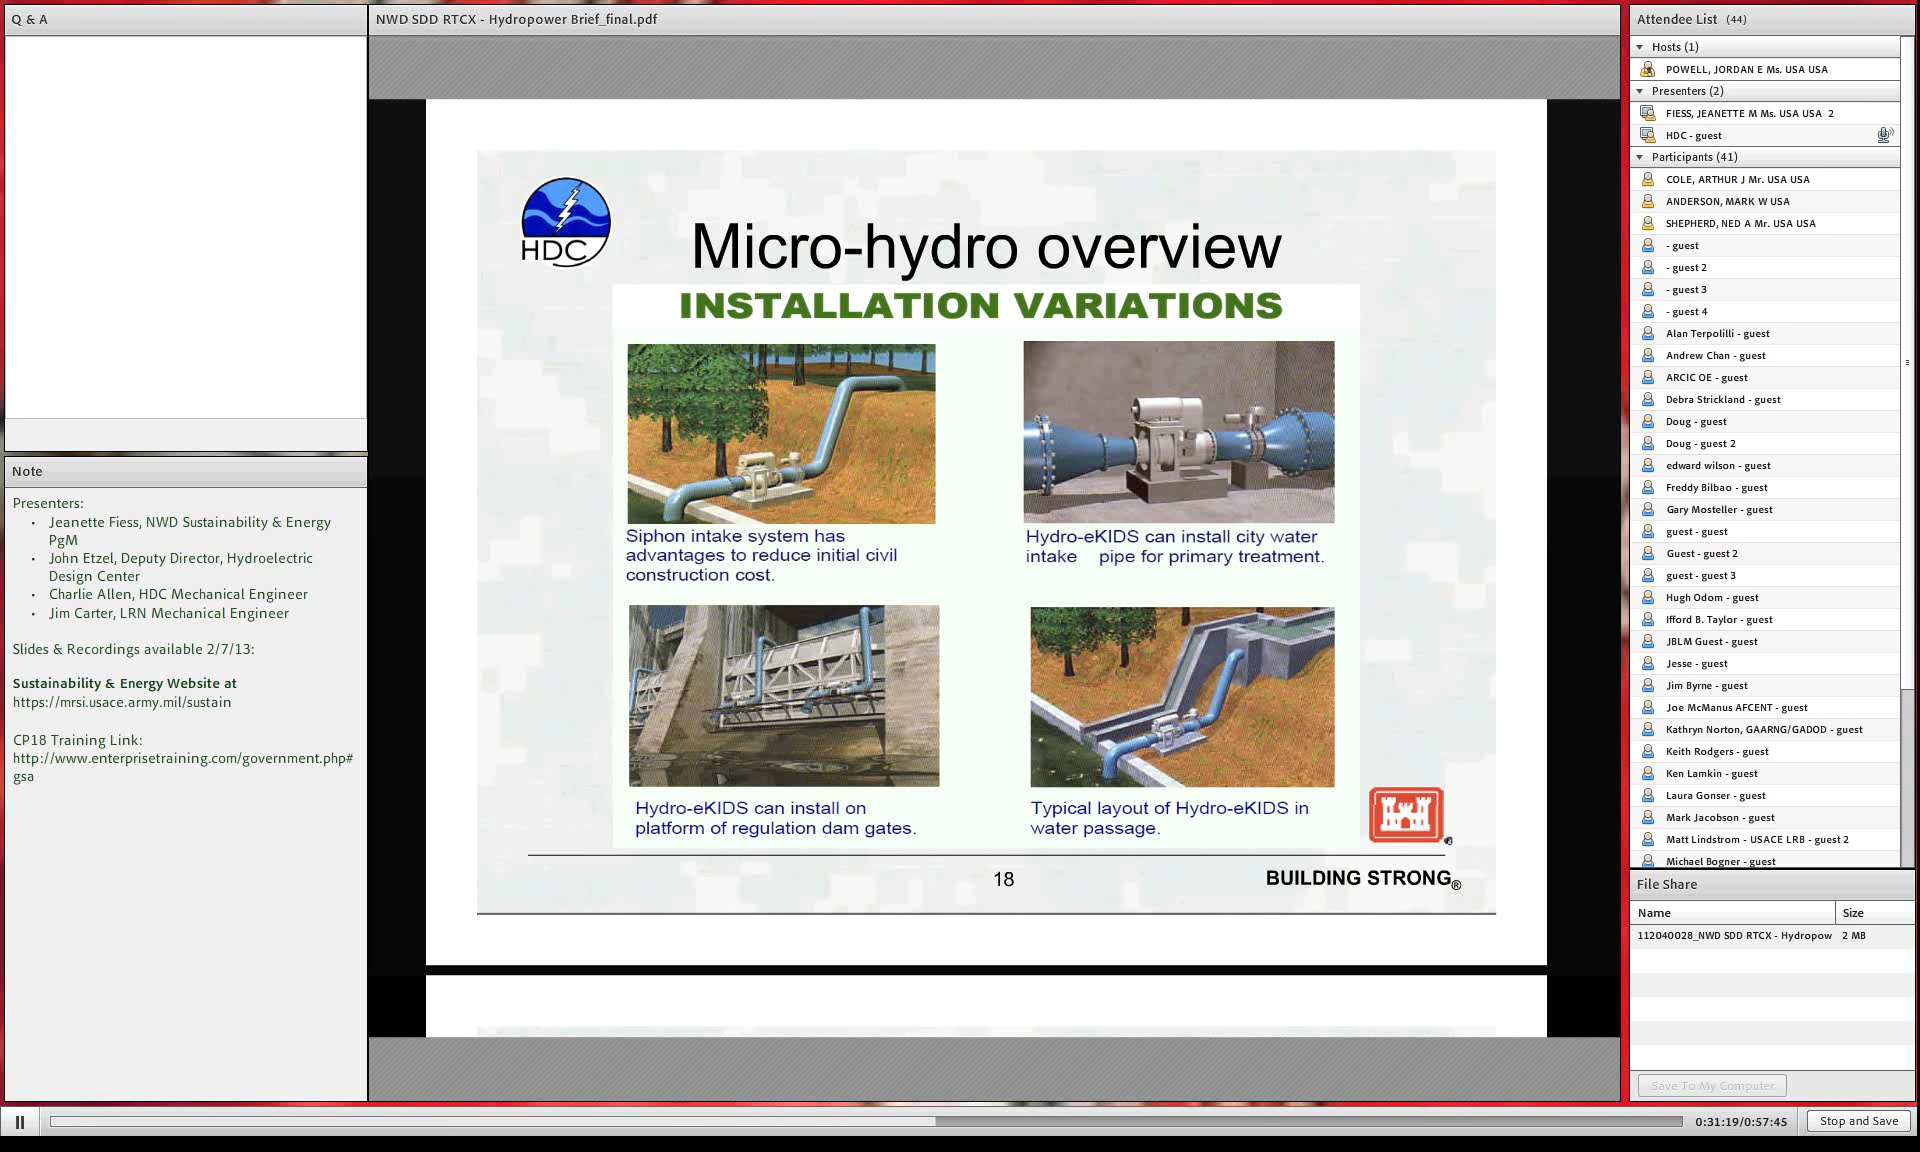 Q & A
Note
Presenters:
• Jeanette Fiess, NWD Sustainability & Energy
PgM
• John Etzel, Deputy Director, Hydroelectric
Design Center
• Charlie Allen, HDC Mechanical Engineer
• Jim Carter, LRN Mechanical Engineer
Slides & Recordings available 2/7/13:
Sustainability & Energy Website at
https://mrsi.usace.army.mil/sustain
CP18 Training Link:
http://www.enterprisetraining.com/government.php#
gsa
NWD SDD RTCX - Hydropower Brief_final.pdf
HDC
Micro-hydro overview
INSTALLATION VARIATIONS
Siphon intake system has
advantages to reduce initial civil
construction cost.
Hydro-eKIDS can install city water
intake pipe for primary treatment.
Hydro-eKIDS can install on
platform of regulation dam gates.
Typical layout of Hydro-eKIDS in
water passage.
18
BUILDING STRONG®
Attendee List (44)
Hosts (1)
POWELL, JORDAN E Ms. USA USA
Presenters (2)
FIESS, JEANETTE M Ms. USA USA 2
HDC - guest
Participants (41)
COLE, ARTHUR J Mr. USA USA
ANDERSON, MARK W USA
SHEPHERD, NED A Mr. USA USA
- guest
- guest 2
- guest 3
- guest 4
Alan Terpolilli - guest
Andrew Chan - guest
ARCIC OE - guest
Debra Strickland - guest
Doug - guest
Doug - guest 2
edward wilson - guest
Freddy Bilbao - guest
Gary Mosteller - guest
guest - guest
Guest - guest 2
guest - guest 3
Hugh Odom - guest
Ifford B. Taylor - guest
JBLM Guest - guest
Jesse - guest
Jim Byrne - guest
Joe McManus AFCENT - guest
Kathryn Norton, GAARNG/GADOD - guest
Keith Rodgers - guest
Ken Lamkin - guest
Laura Gonser - guest
Mark Jacobson - guest
Matt Lindstrom - USACE LRB - guest 2
Michael Bogner - guest
File Share
Name Size
112040028_NWD SDD RTCX - Hydropow 2 MB
Save To My Computer
0:31:19/0:57:45
Stop and Save